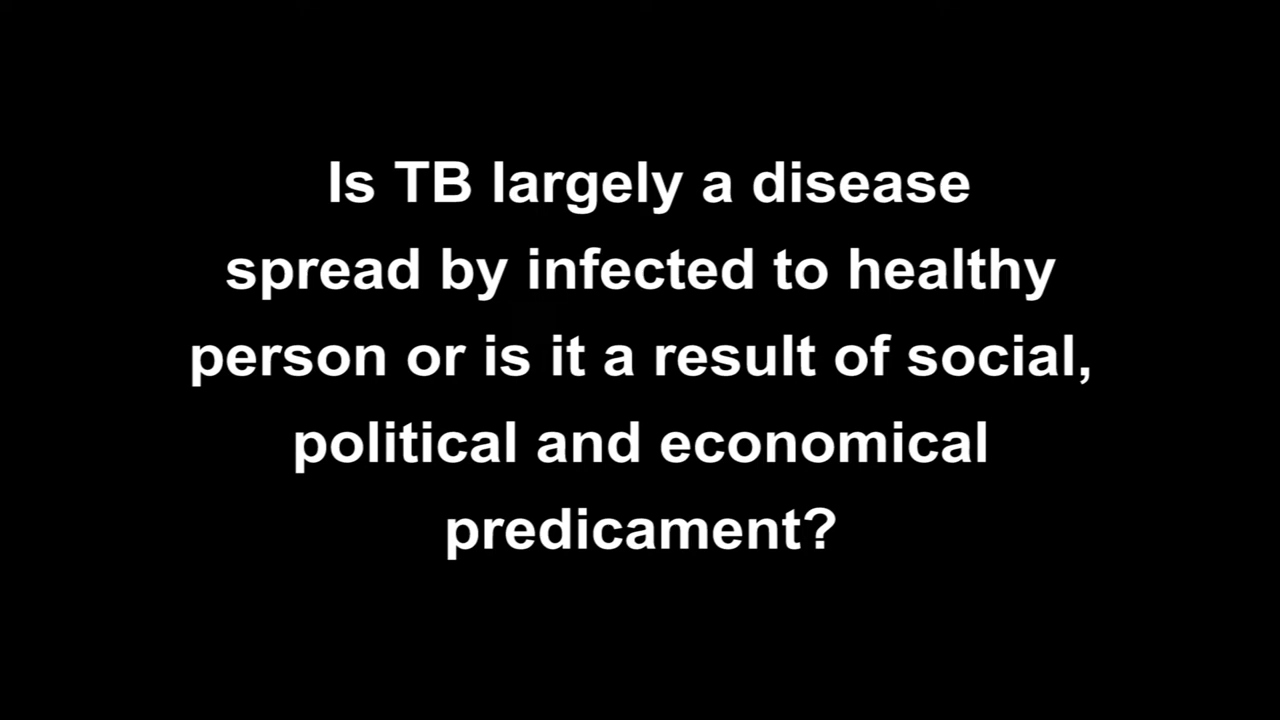 Is TB largely a disease
spread by infected to healthy
person or is it a result of social,
political and economical
predicament?